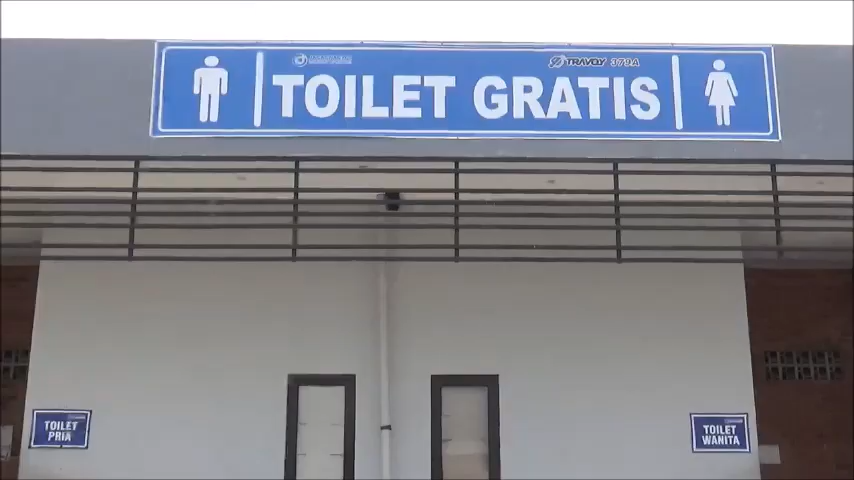 TRAVOY 379A
TOILET GRATIS
TOILET
PRIA
TOILET
WANITA